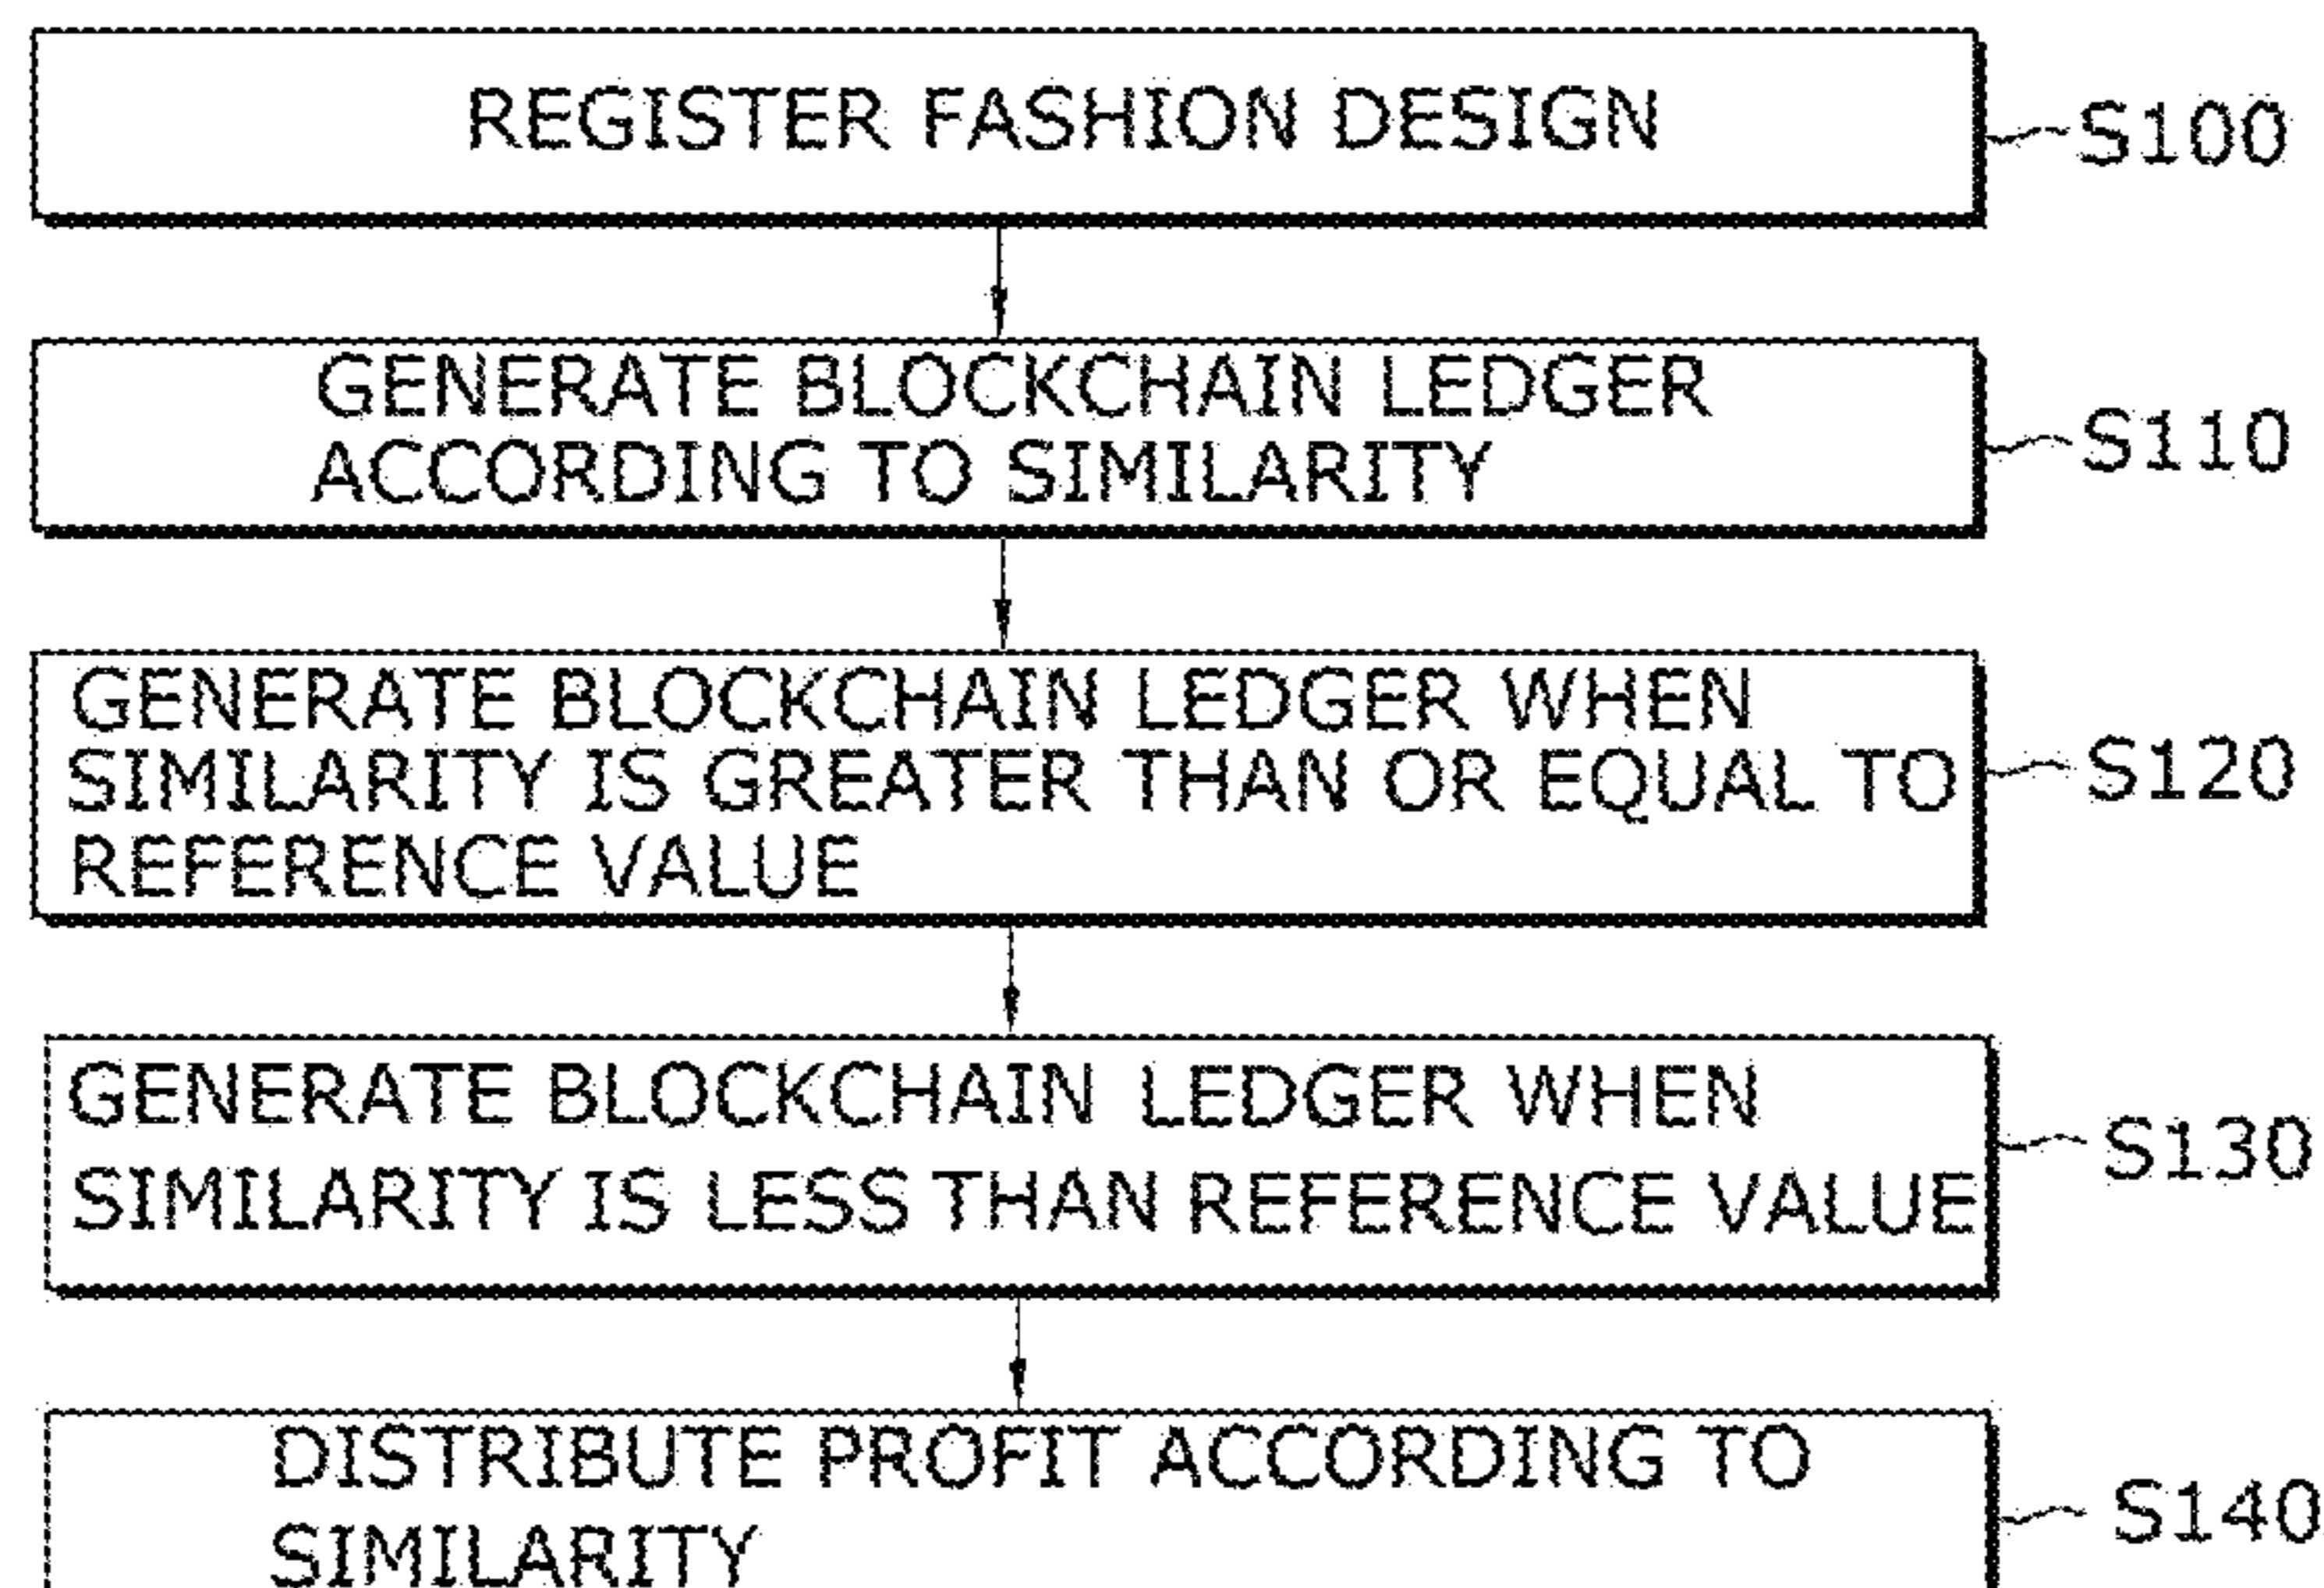 REGISTER FASHION DESIGN
S100
GENERATE BLOCKCHAIN LEDGER
ACCORDING TO SIMILARITY
S110
GENERATE BLOCKCHAIN LEDGER WHEN
SIMILARITY IS GREATER THAN OR EQUAL TO
REFERENCE VALUE
S120
GENERATE BLOCKCHAIN LEDGER WHEN
SIMILARITY IS LESS THAN REFERENCE VALUE
S130
DISTRIBUTE PROFIT ACCORDING TO
SIMILARITY
S140